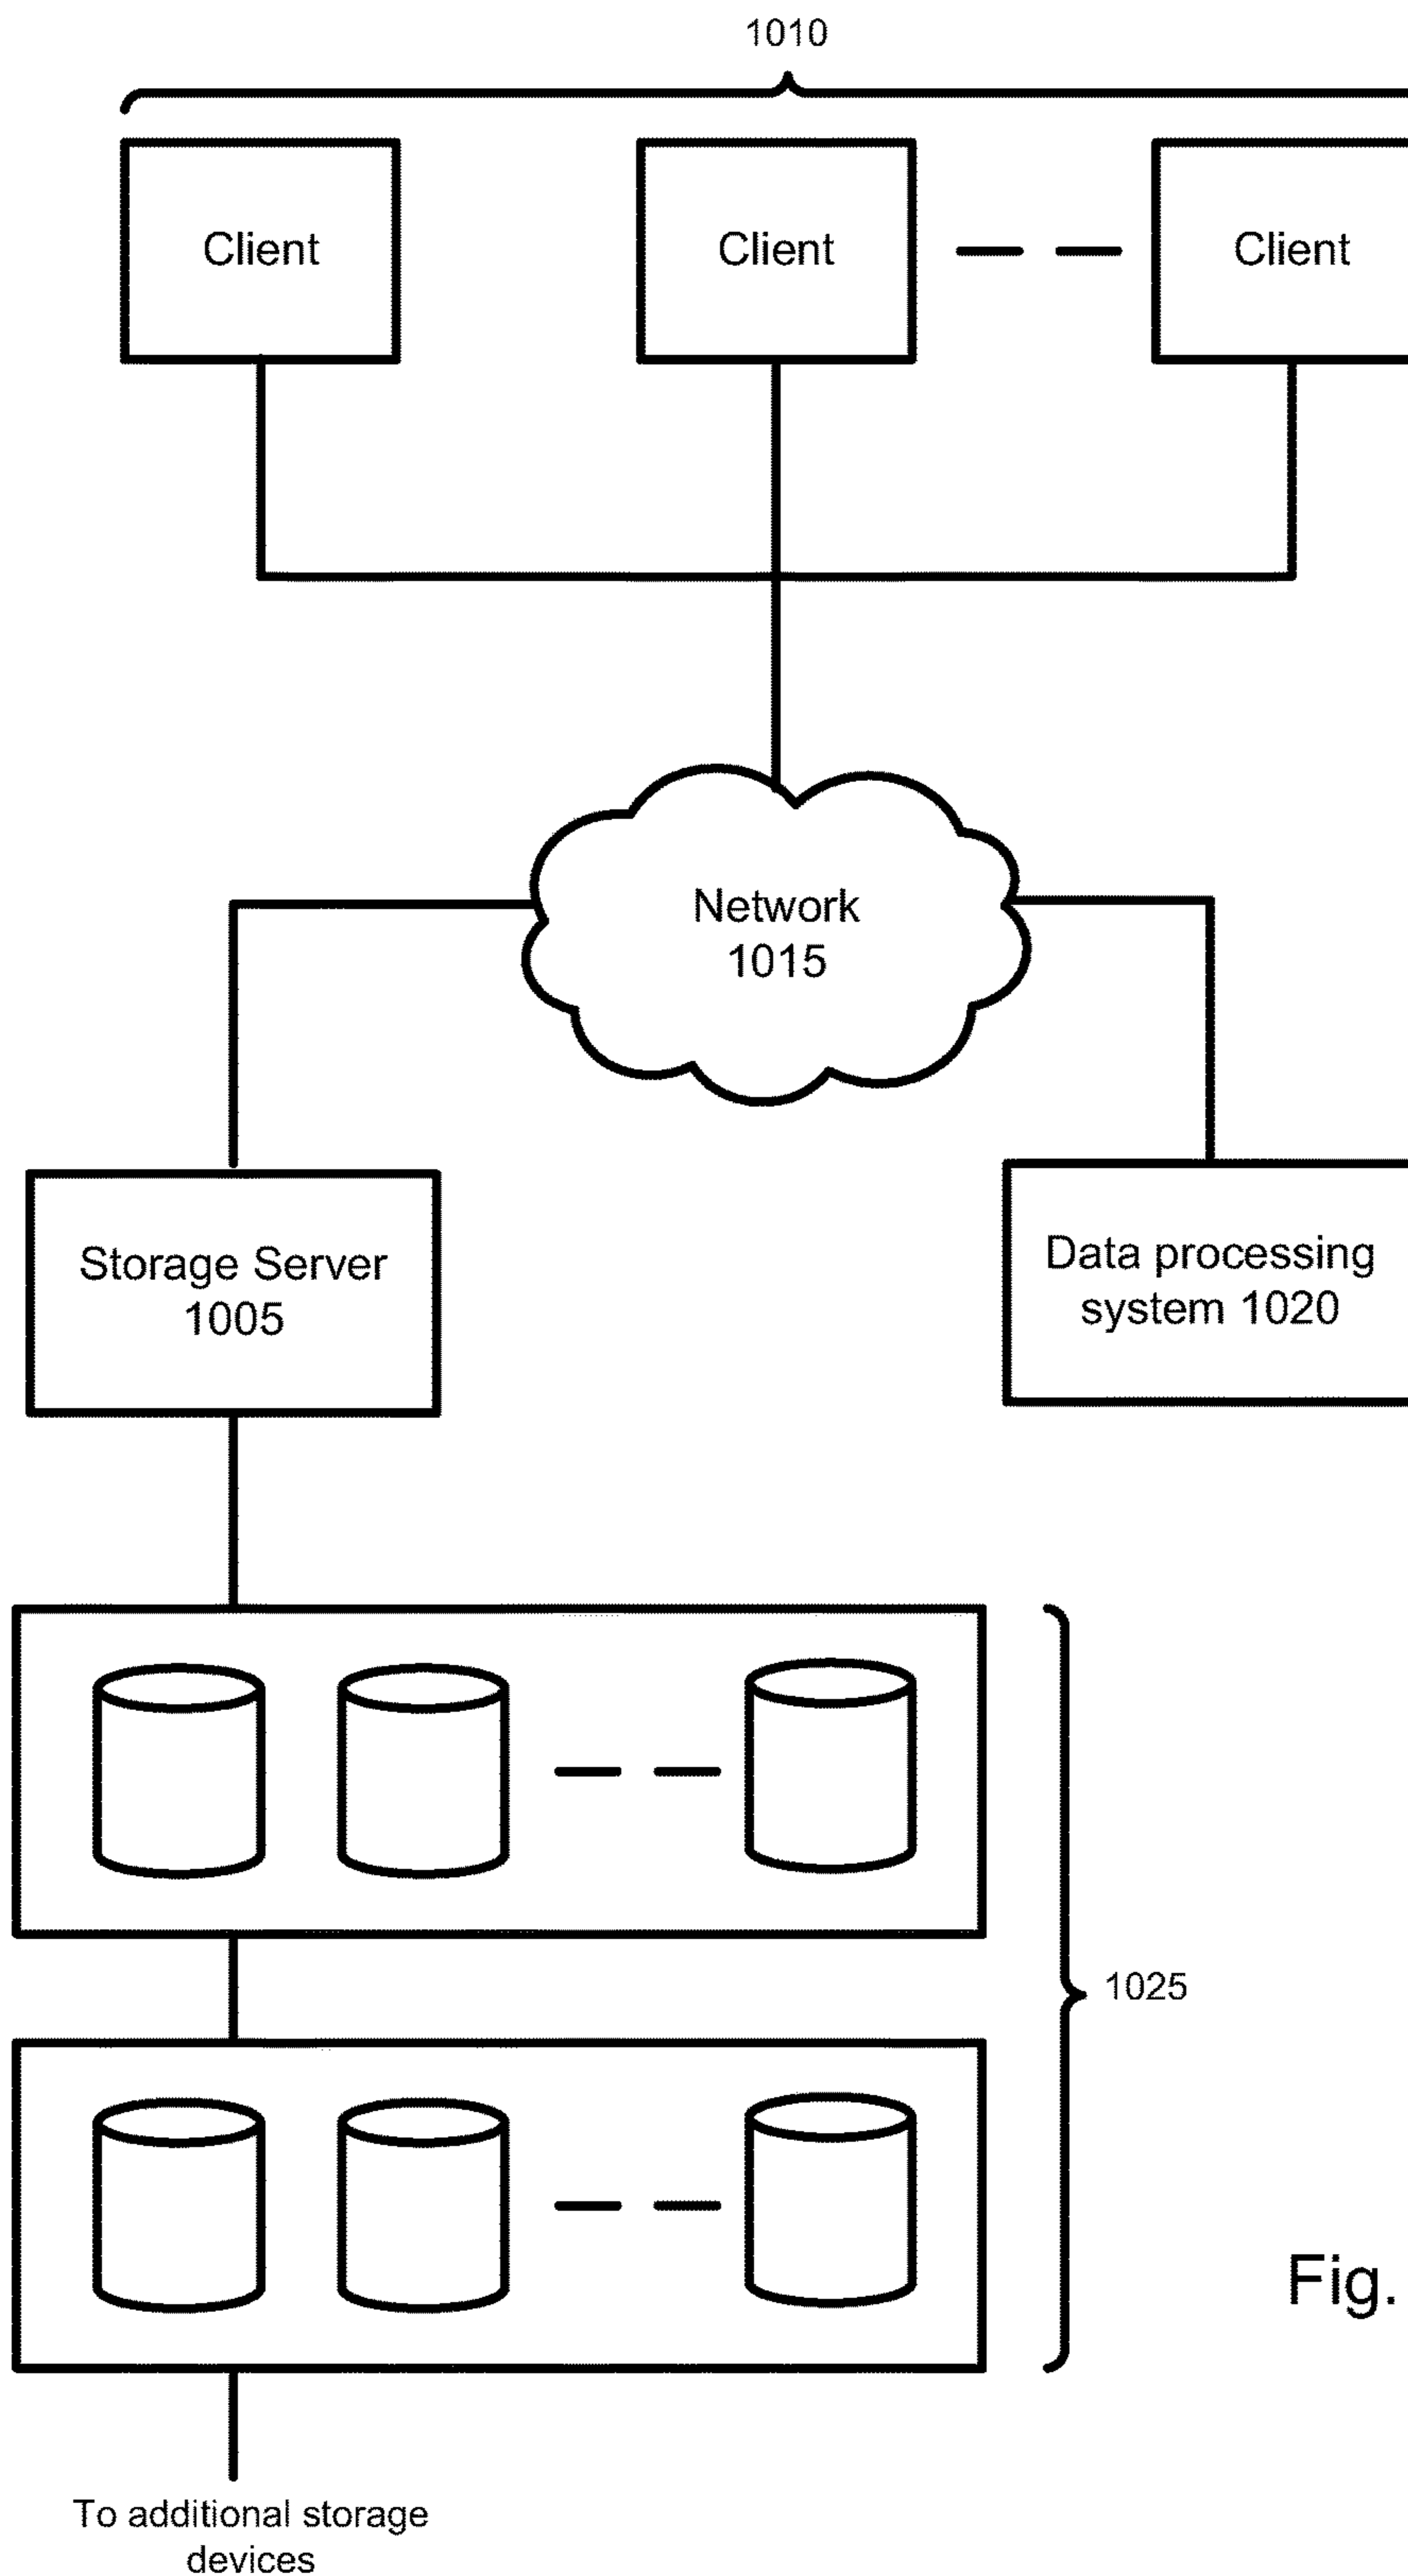 1010
Client
Client
Client
Network
1015
Storage Server
1005
Data processing
system 1020
1025
Fig.
To additional storage
devices